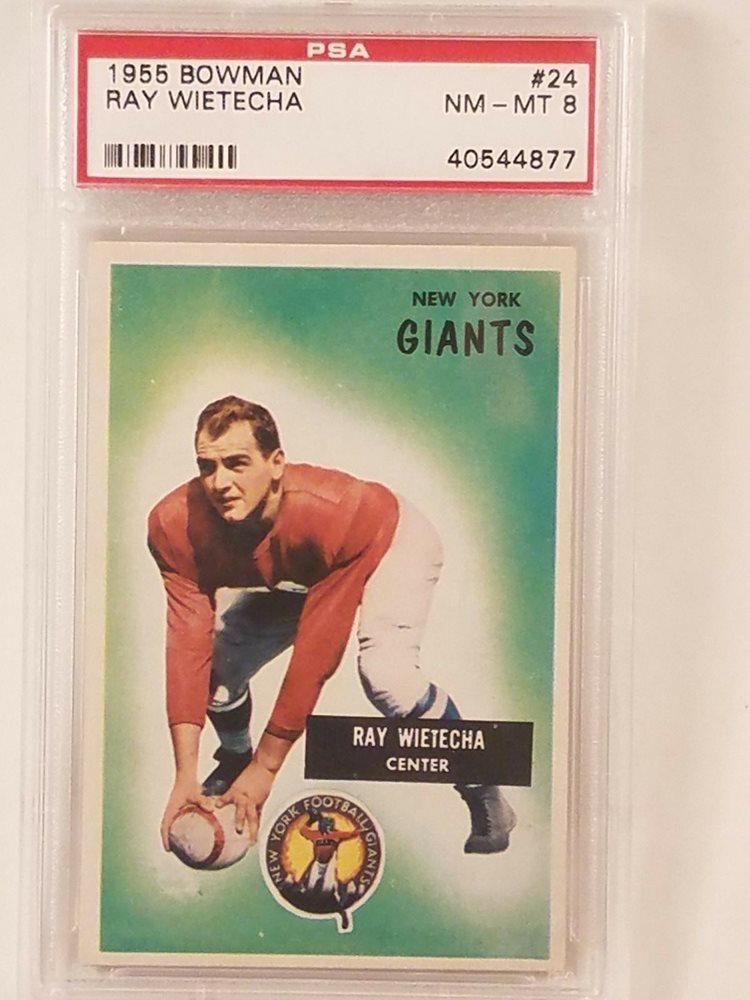 PSA
1955 BOWMAN #24
RAY WIETECHA NM - MT 8
40544877
NEW YORK
GIANTS
RAY WIETECHA
CENTER
NEW YORK FOOTBALL GIANTS